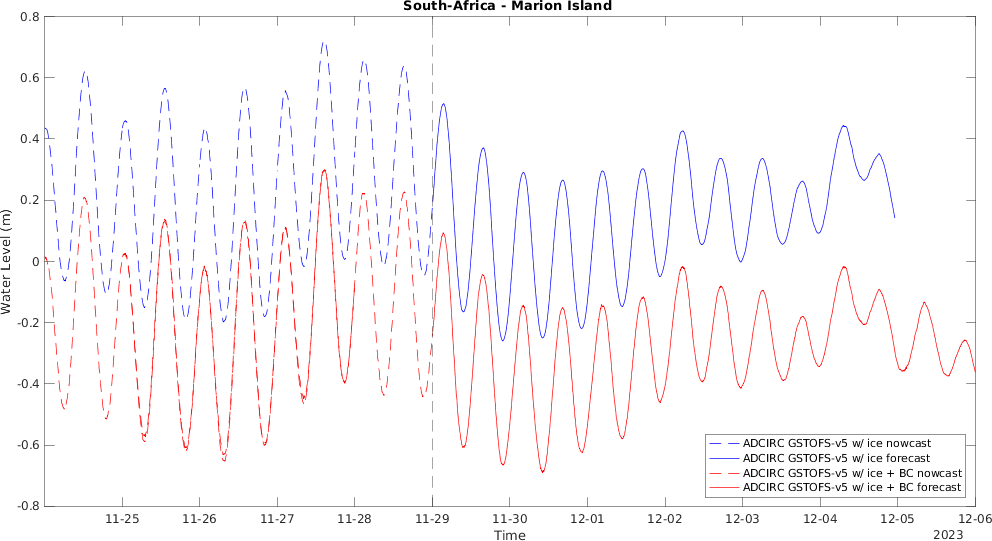 South-Africa - Marion Island
0.8
0.6
0.4
0.2
0
-0.2
-0.4
-0.6
-0.8
Water Level (m)
ADCIRC GSTOFS-v5 w/ ice nowcast
ADCIRC GSTOFS-v5 w/ ice forecast
ADCIRC GSTOFS-v5 w/ ice + BC nowcast
ADCIRC GSTOFS-v5 w/ ice + BC forecast
11-25 11-26 11-27 11-28 11-29 11-30 12-01 12-02 12-03 12-04 12-05 12-06
Time
2023